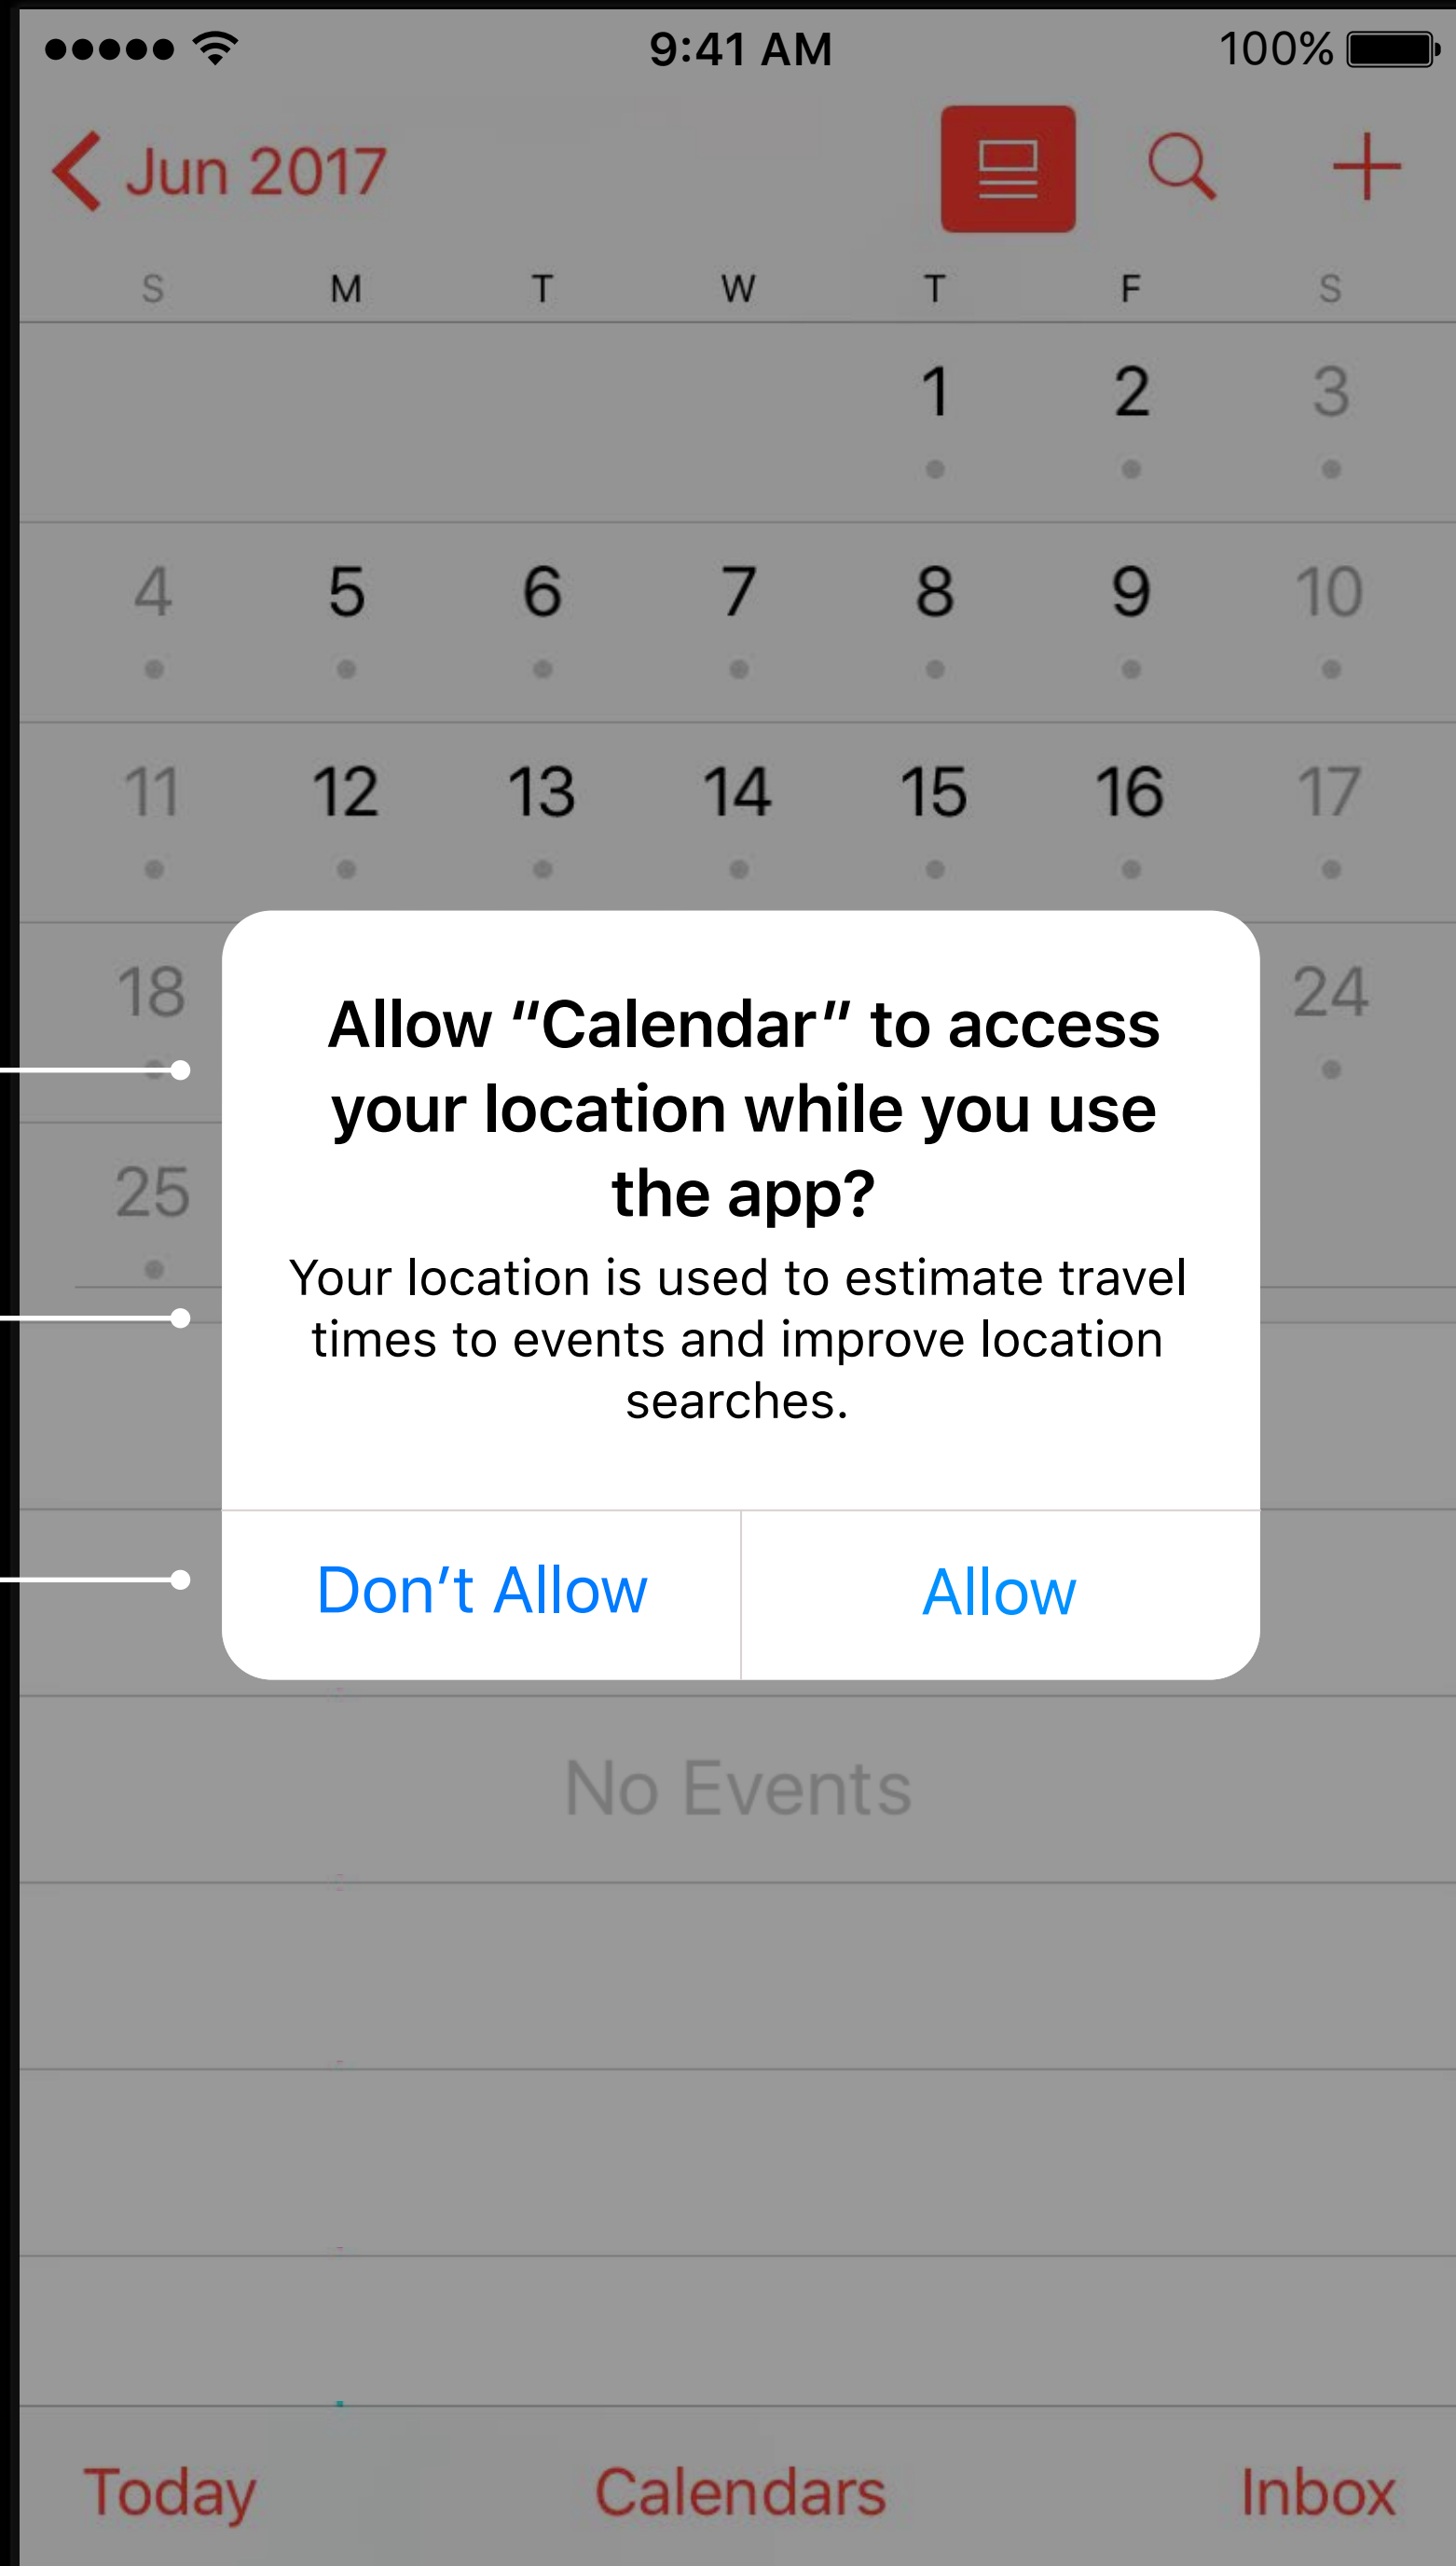 9:41 AM 100%
Jun 2017
S M T W T F S
1 2 3
4 5 6 7 8 9 10
11 12 13 14 15 16 17
18 24
Allow “Calendar” to access
your location while you use
the app?
25
Your location is used to estimate travel
times to events and improve location
searches.
Don’t Allow Allow
No Events
Today Calendars Inbox